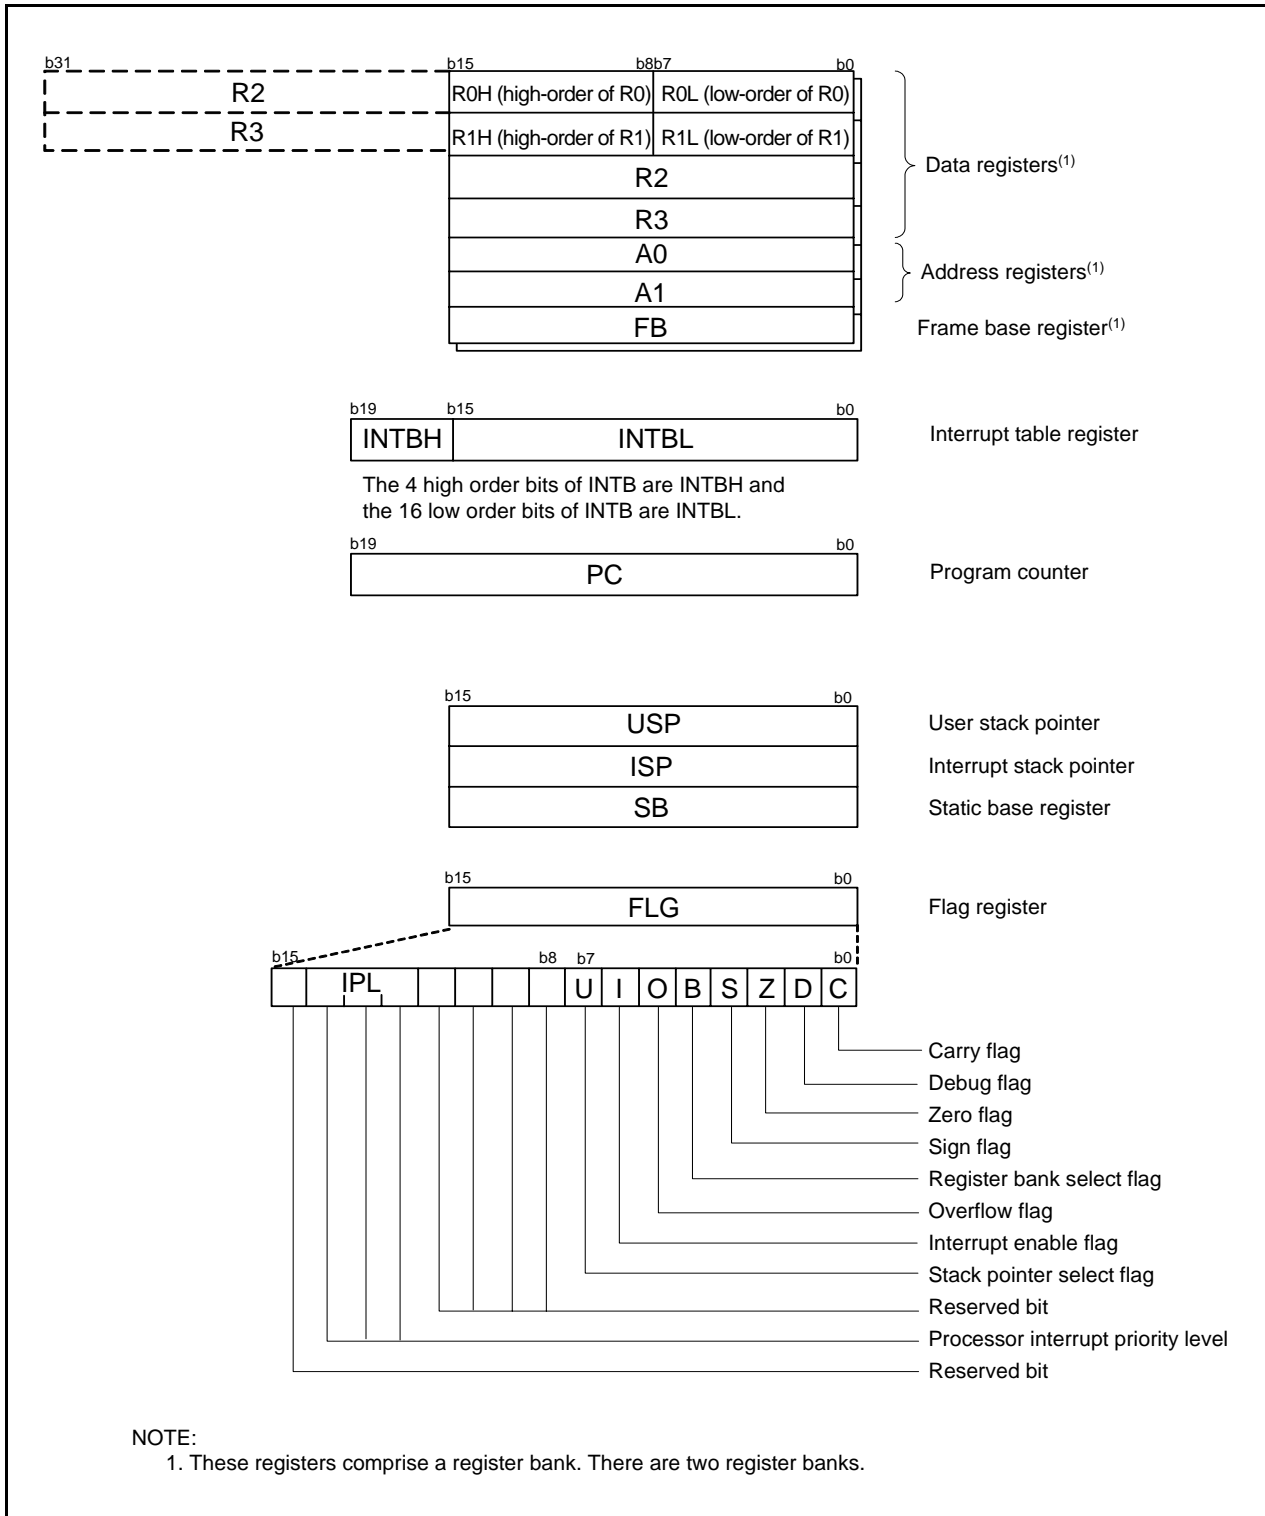 b31 b15 b8b7 b0
R2 R0H (high-order of R0) R0L (low-order of R0)
R3 R1H (high-order of R1) R1L (low-order of R1)
Data registers(1)
R2
R3
A0
Address registers(1)
A1
FB Frame base register(1)
b19 b15 b0
INTBH INTBL Interrupt table register
The 4 high order bits of INTB are INTBH and
the 16 low order bits of INTB are INTBL.
b19 b0
PC Program counter
b15 b0
USP User stack pointer
ISP Interrupt stack pointer
SB Static base register
b15 b0
FLG Flag register
b15 b8 b7 b0
IPL U I O B S Z D C
Carry flag
Debug flag
Zero flag
Sign flag
Register bank select flag
Overflow flag
Interrupt enable flag
Stack pointer select flag
Reserved bit
Processor interrupt priority level
Reserved bit
NOTE:
1. These registers comprise a register bank. There are two register banks.